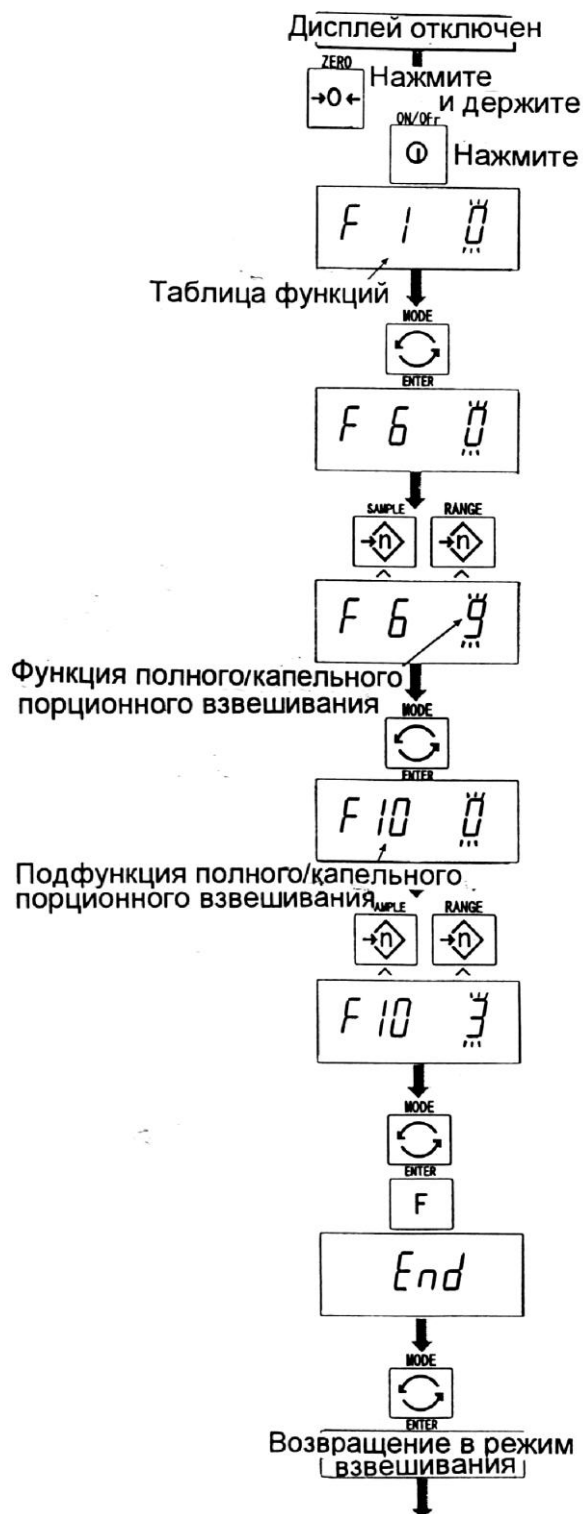 Дисплей отключен
ZERO
→0←
Нажмите
и держите
ON/OFF
Нажмите
F 1 0
Таблица функций
MODE
ENTER
F 6 0
SAMPLE RANGE
→n →n
F 6 9
Функция полного/капельного
порционного взвешивания
MODE
ENTER
F 10 0
Подфункция полного/капельного
порционного взвешивания
AMPLE RANGE
→n →n
F 10 3
MODE
ENTER
F
End
MODE
ENTER
Возвращение в режим
взвешивания